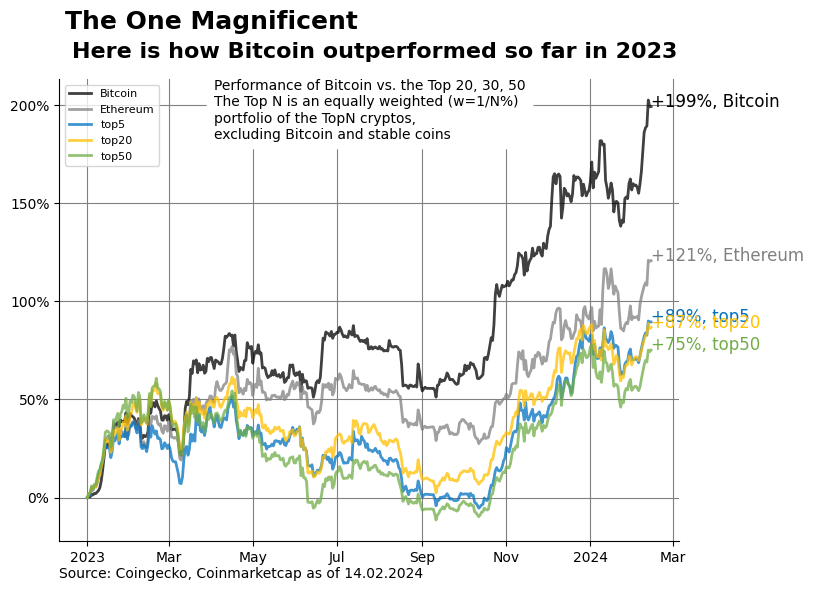 The One Magnificent
Here is how Bitcoin outperformed so far in 2023
Bitcoin
Ethereum
top5
top20
top50
Performance of Bitcoin vs. the Top 20, 30, 50
The Top N is an equally weighted (w=1/N%)
portfolio of the TopN cryptos,
excluding Bitcoin and stable coins
200%
150%
100%
50%
0%
+199%, Bitcoin
+121%, Ethereum
+89%, top5
+87%, top20
+75%, top50
2023 Mar May Jul Sep Nov 2024 Mar
Source: Coingecko, Coinmarketcap as of 14.02.2024